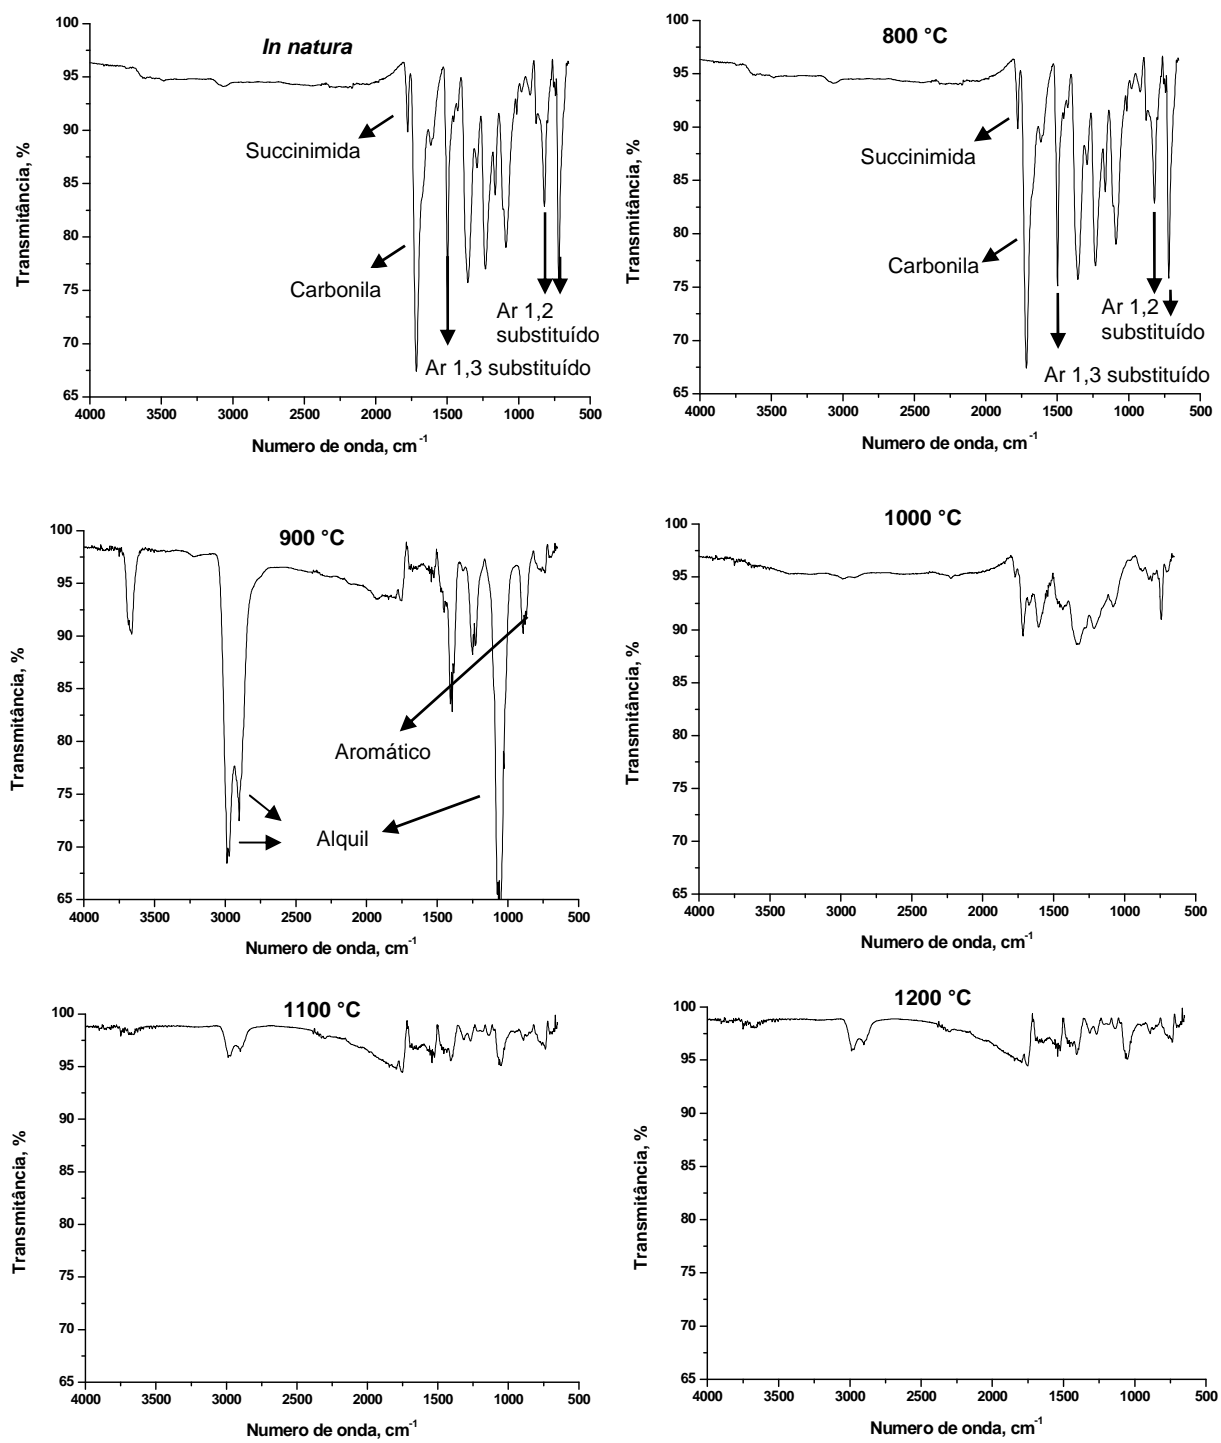 In natura
100
95
90
85
80
75
70
65
4000 3500 3000 2500 2000 1500 1000 500
Transmitância, %
Numero de onda, cm-1
Succinimida
Carbonila
Ar 1,2
substituído
Ar 1,3 substituído
800 °C
100
95
90
85
80
75
70
65
4000 3500 3000 2500 2000 1500 1000 500
Transmitância, %
Numero de onda, cm-1
Succinimida
Carbonila
Ar 1,2
substituído
Ar 1,3 substituído
900 °C
100
95
90
85
80
75
70
65
4000 3500 3000 2500 2000 1500 1000 500
Transmitância, %
Numero de onda, cm-1
Aromático
Alquil
1000 °C
100
95
90
85
80
75
70
65
4000 3500 3000 2500 2000 1500 1000 500
Transmitância, %
Numero de onda, cm-1
1100 °C
100
95
90
85
80
75
70
65
4000 3500 3000 2500 2000 1500 1000 500
Transmitância, %
Numero de onda, cm-1
1200 °C
100
95
90
85
80
75
70
65
4000 3500 3000 2500 2000 1500 1000 500
Transmitância, %
Numero de onda, cm-1